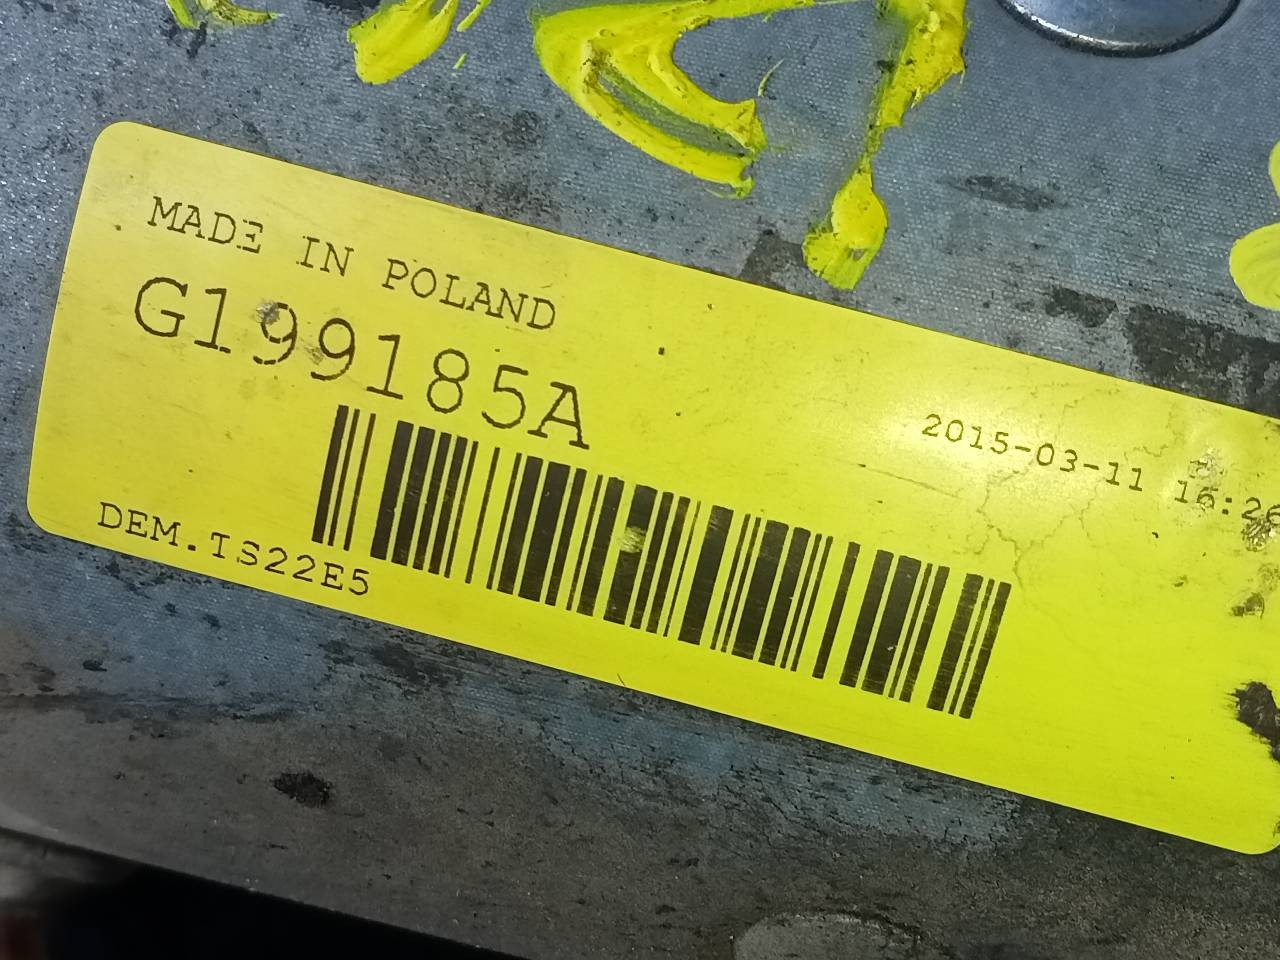 MADE IN POLAND
G199185A
2015-03-11 16:26
DEM.TS22E5